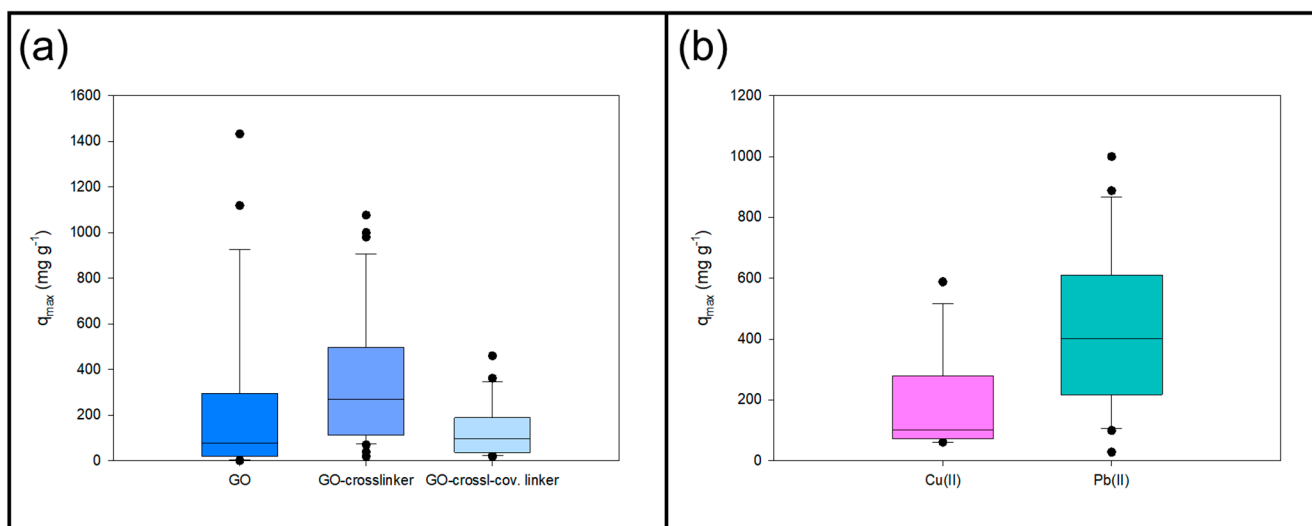 (a)
1600
1400
1200
1000
800
600
400
200
0
qmax (mg g-1)
GO
GO-crosslinker
GO-crossl-cov. linker
(b)
1200
1000
800
600
400
200
0
qmax (mg g-1)
Cu(II)
Pb(II)